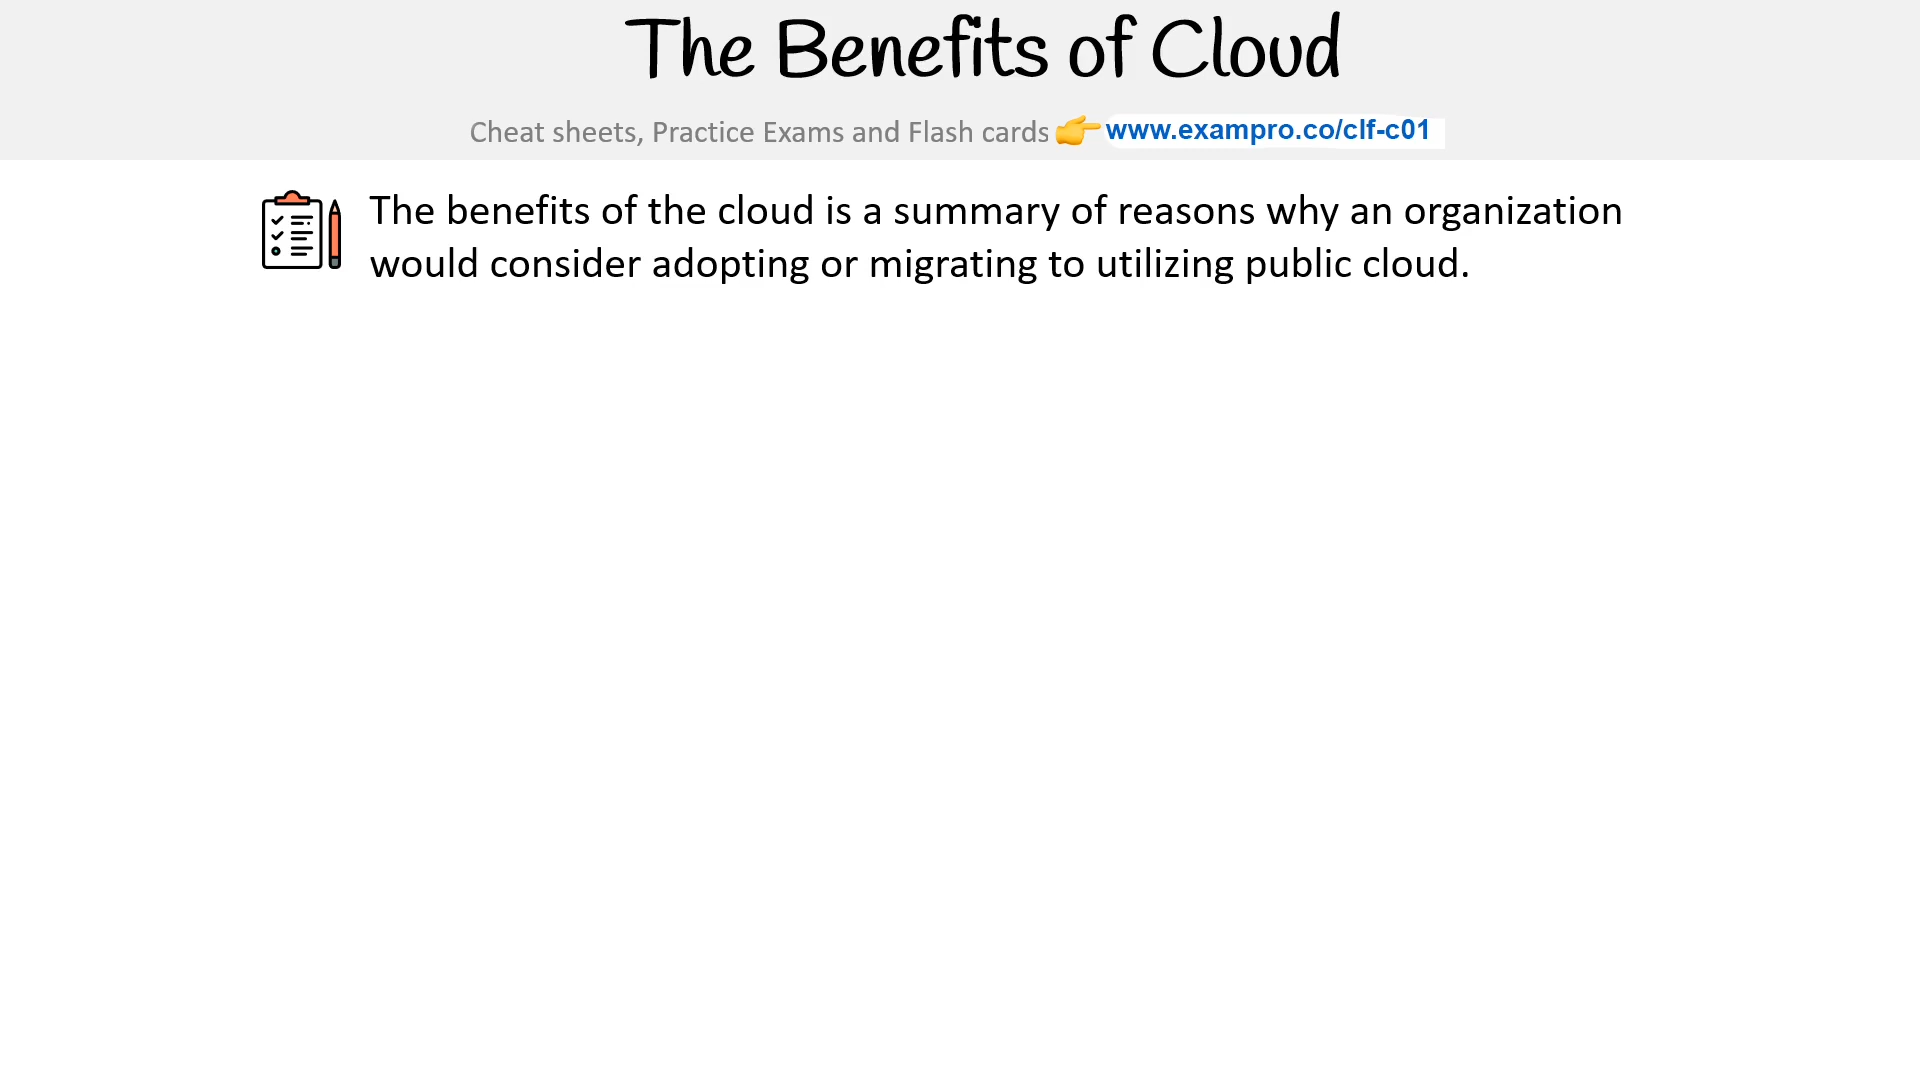 The Benefits of Cloud
Cheat sheets, Practice Exams and Flash cards 👉 www.exampro.co/clf-c01
The benefits of the cloud is a summary of reasons why an organization
would consider adopting or migrating to utilizing public cloud.